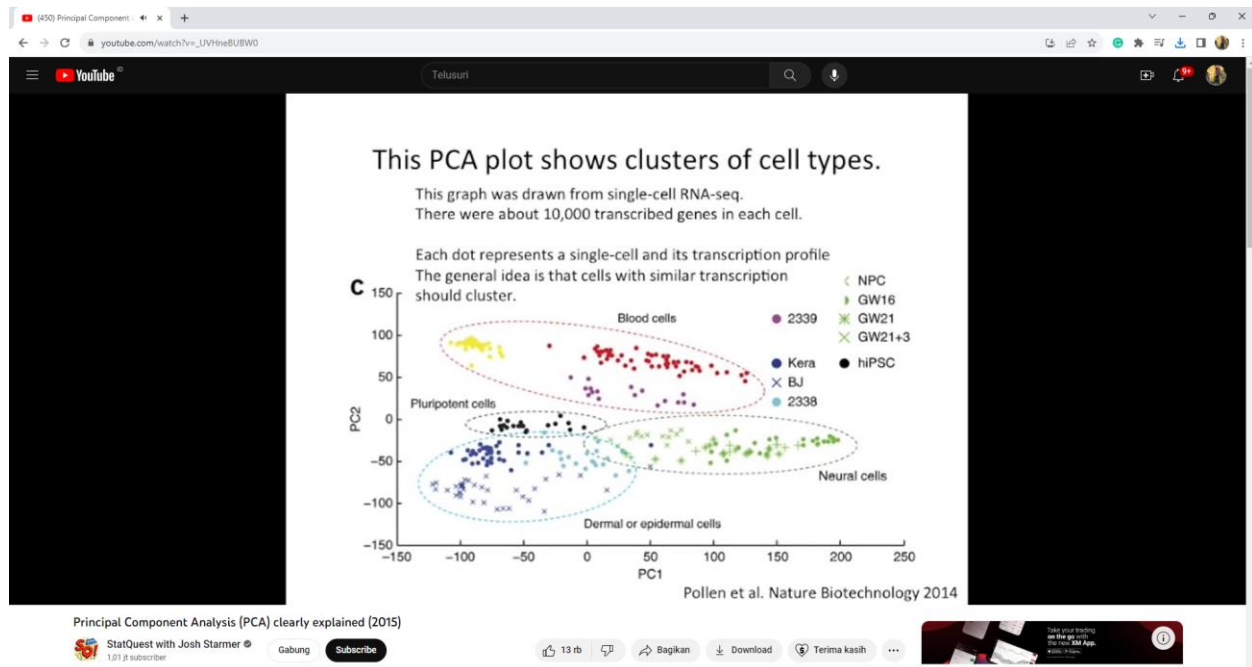 (450) Principal Component
youtube.com/watch?v=_UVHneBUBW0
YouTube ID
Telusuri
9+
This PCA plot shows clusters of cell types.
This graph was drawn from single-cell RNA-seq.
There were about 10,000 transcribed genes in each cell.
Each dot represents a single-cell and its transcription profile
The general idea is that cells with similar transcription
should cluster.
C
NPC
GW16
GW21
GW21+3
2339
Kera
hiPSC
BJ
2338
Blood cells
Pluripotent cells
Neural cells
Dermal or epidermal cells
PC2
150
100
50
0
−50
−100
−150
−150 −100 −50 0 50 100 150 200 250
PC1
Pollen et al. Nature Biotechnology 2014
Principal Component Analysis (PCA) clearly explained (2015)
StatQuest with Josh Starmer
1,01 jt subscriber
Gabung
Subscribe
13 rb
Bagikan
Download
Terima kasih
...
Take your trading
on the go with
the new XM App.